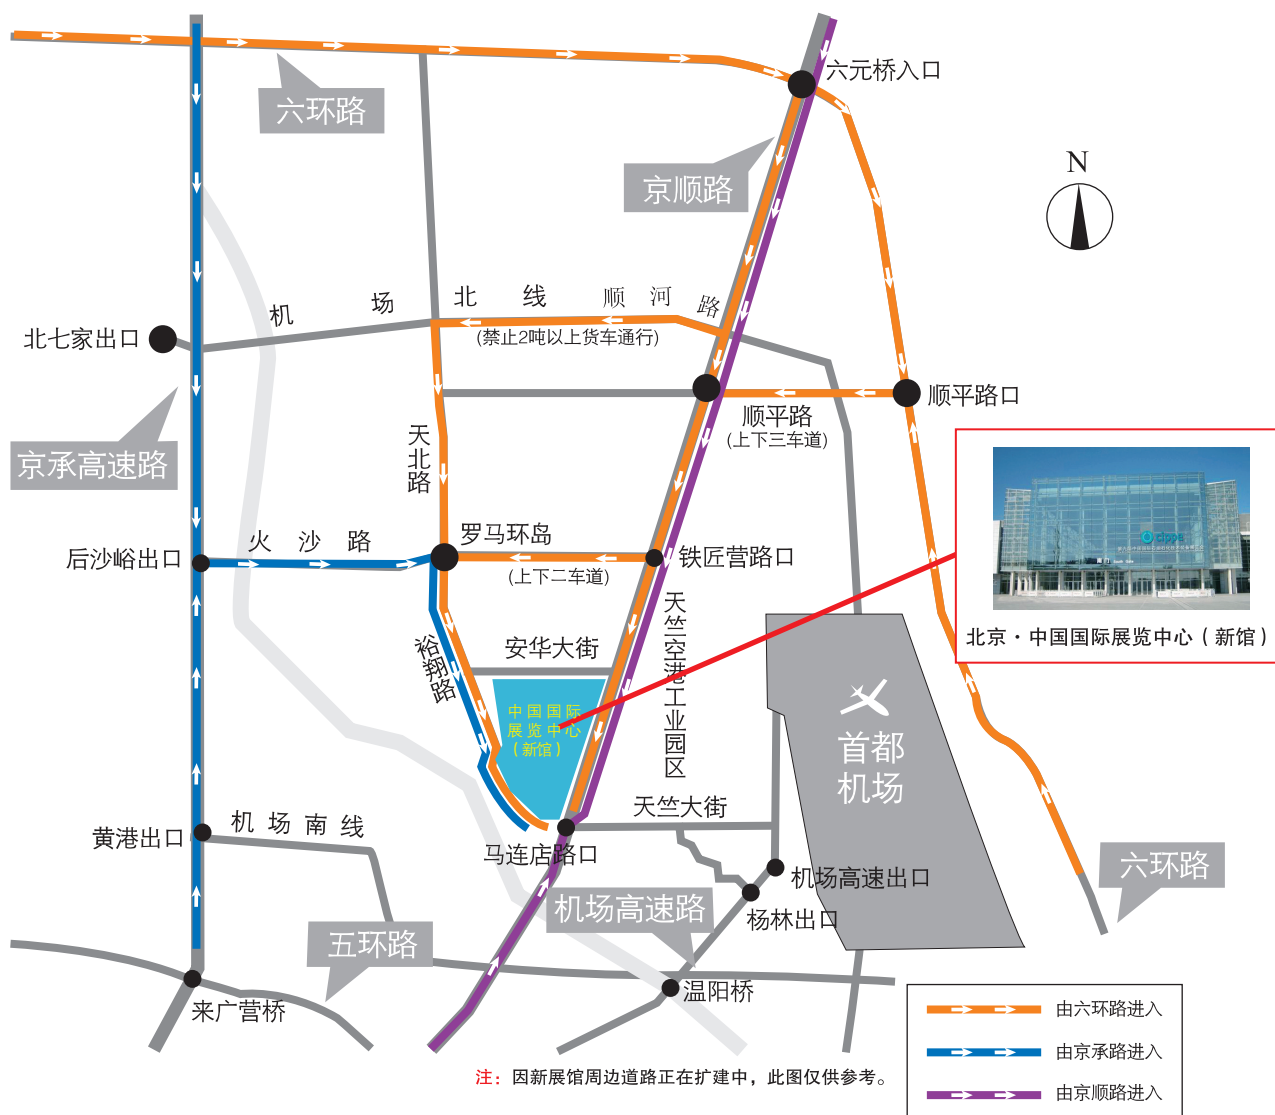 六环路
六元桥入口
京顺路
N
机场北线
顺河路
(禁止2吨以上货车通行)
北七家出口
顺平路口
顺平路
(上下三车道)
天北路
京承高速路
cippe
北京·中国国际展览中心（新馆）
火沙路
罗马环岛
后沙峪出口
(上下二车道)
铁匠营路口
天竺空港工业园区
安华大街
裕翔路
中国国际
展览中心
（新馆）
首都
机场
天竺大街
机场南线
黄港出口
马连店路口
机场高速出口
六环路
机场高速路
杨林出口
五环路
温阳桥
来广营桥
由六环路进入
由京承路进入
由京顺路进入
注：因新展馆周边道路正在扩建中，此图仅供参考。